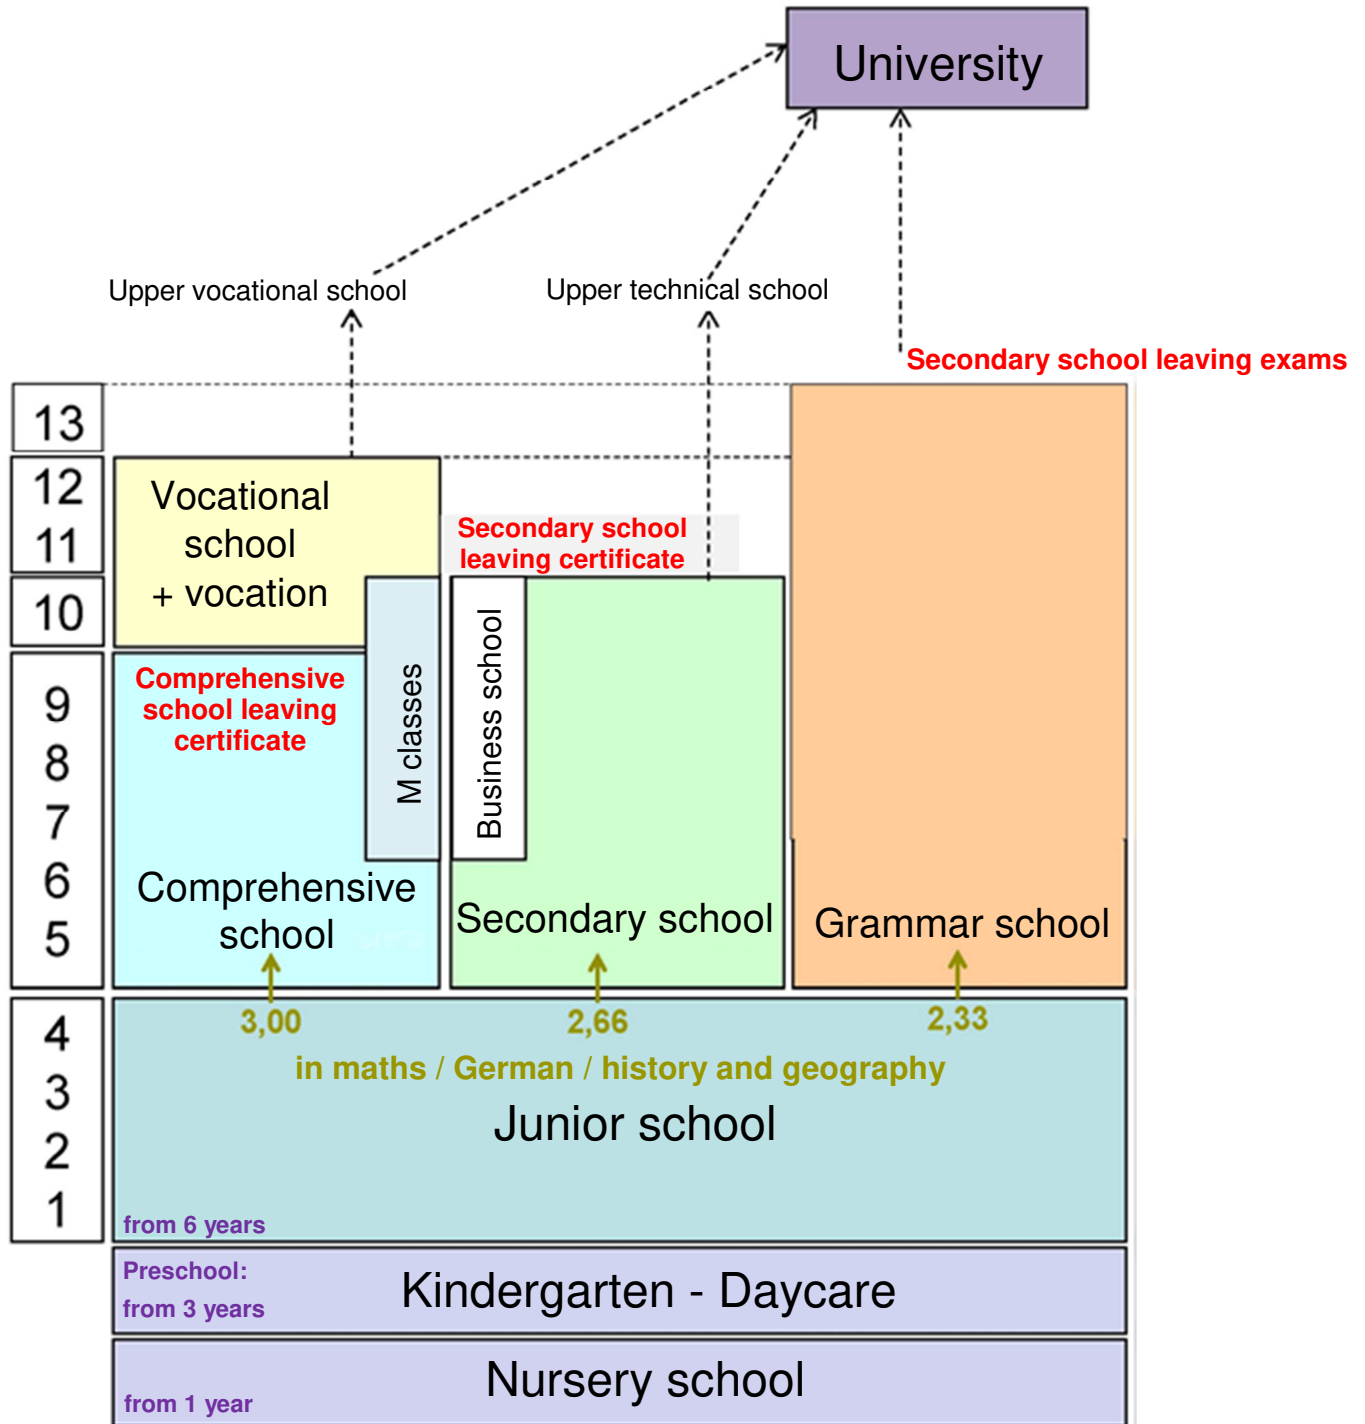 University
Upper vocational school
Upper technical school
Secondary school leaving exams
13
12
11
10
9
8
7
6
5
4
3
2
1
Vocational
school
+ vocation
Secondary school
leaving certificate
Comprehensive
school leaving
certificate
M classes
Business school
Comprehensive
school
Secondary school
Grammar school
3,00
2,66
2,33
in maths / German / history and geography
Junior school
from 6 years
Preschool:
from 3 years
Kindergarten - Daycare
Nursery school
from 1 year